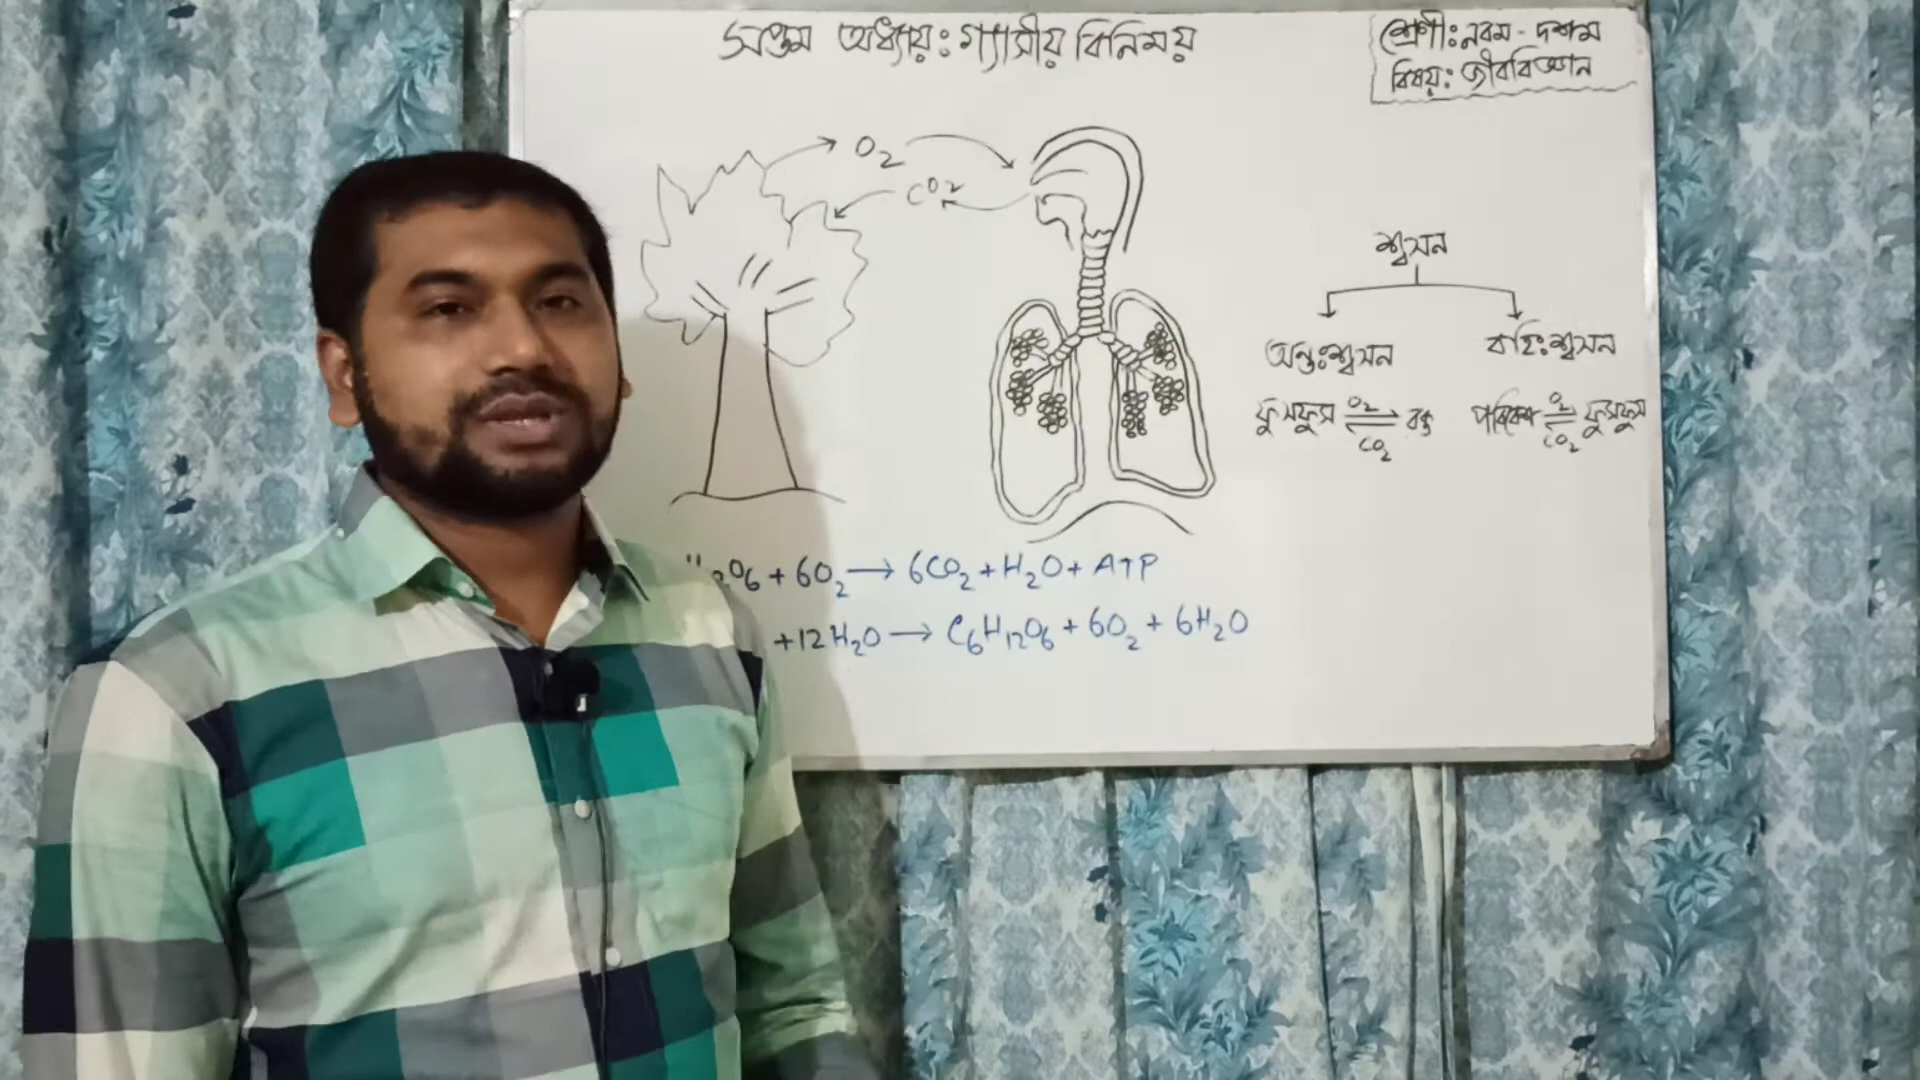 সপ্তম অধ্যায়ঃ গ্যাসীয় বিনিময়
শ্রেণীঃ নবম - দশম
বিষয়ঃ জীববিজ্ঞান
O₂
CO₂
শ্বসন
অন্তঃশ্বসন
বহিঃশ্বসন
ফুসফুস O₂ ⇌ CO₂ রক্ত
পরিবেশ O₂ ⇌ CO₂ ফুসফুস
O₆ + 6O₂ → 6CO₂ + H₂O + ATP
+12H₂O → C₆H₁₂O₆ + 6O₂ + 6H₂O